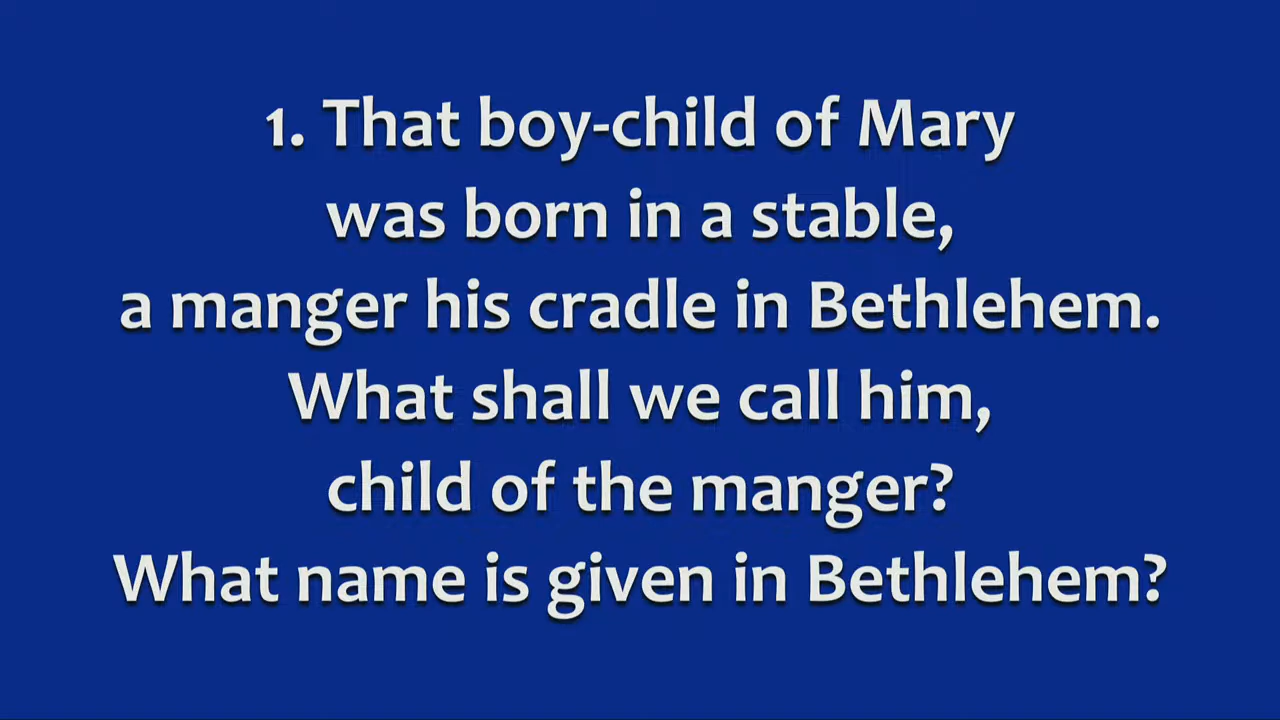 1. That boy-child of Mary
was born in a stable,
a manger his cradle in Bethlehem.
What shall we call him,
child of the manger?
What name is given in Bethlehem?